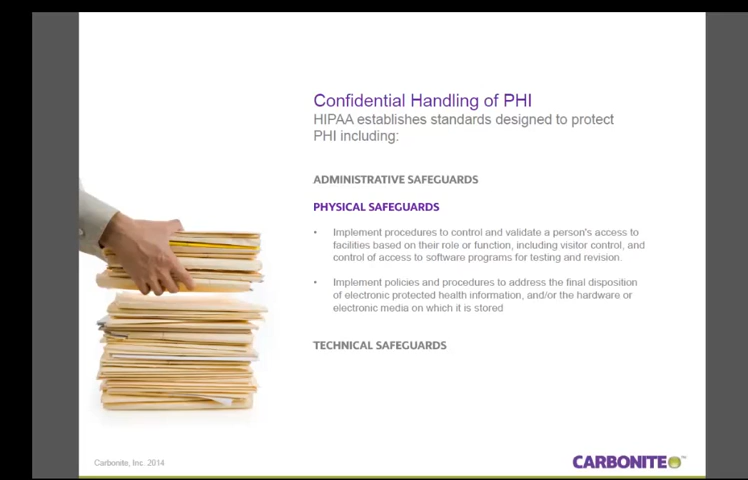 Confidential Handling of PHI
HIPAA establishes standards designed to protect
PHI including:
ADMINISTRATIVE SAFEGUARDS
PHYSICAL SAFEGUARDS
• Implement procedures to control and validate a person's access to
facilities based on their role or function, including visitor control, and
control of access to software programs for testing and revision.
• Implement policies and procedures to address the final disposition
of electronic protected health information, and/or the hardware or
electronic media on which it is stored
TECHNICAL SAFEGUARDS
Carbonite, Inc. 2014
CARBONITE™